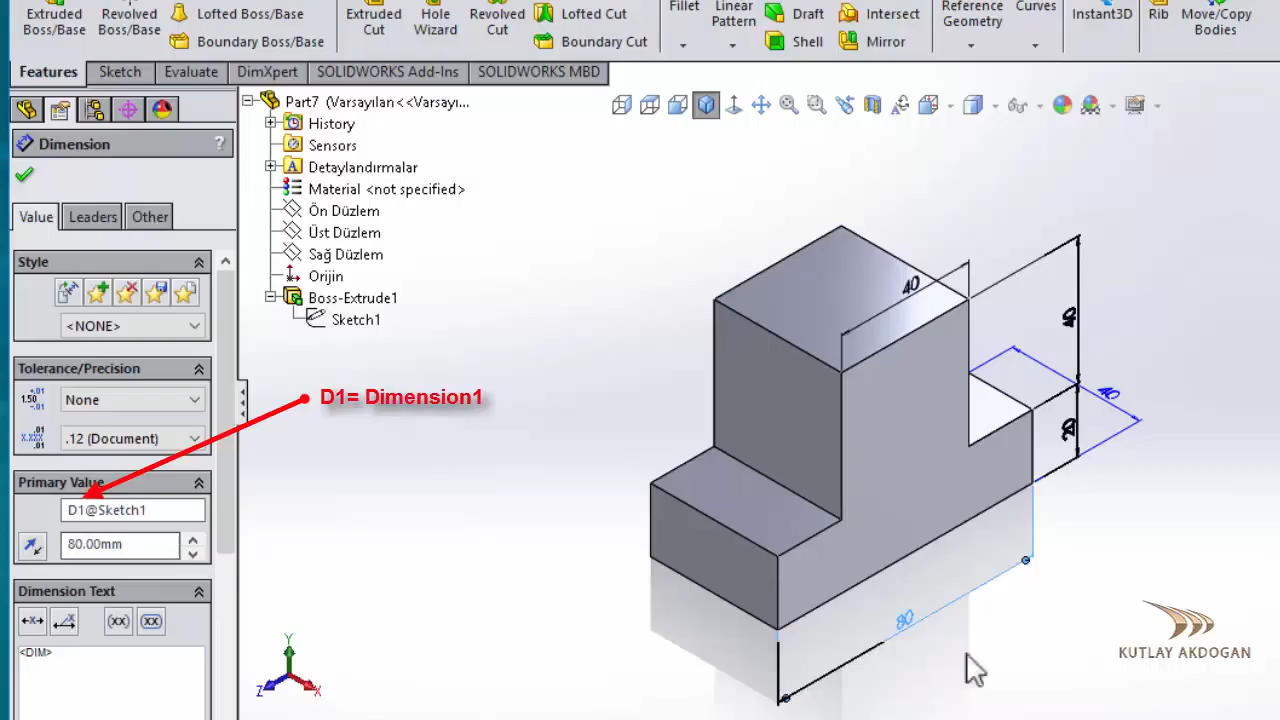 Extruded Boss/Base
Revolved Boss/Base
Lofted Boss/Base
Boundary Boss/Base
Extruded Cut
Hole Wizard
Revolved Cut
Lofted Cut
Boundary Cut
Fillet
Linear Pattern
Draft
Shell
Intersect
Mirror
Reference Geometry
Curves
Instant3D
Rib
Move/Copy Bodies
Features
Sketch
Evaluate
DimXpert
SOLIDWORKS Add-Ins
SOLIDWORKS MBD
Dimension
?
Value
Leaders
Other
Style
<NONE>
Tolerance/Precision
None
.12 (Document)
Primary Value
D1@Sketch1
80.00mm
Dimension Text
(xx)
(xx)
<DIM>
Part7 (Varsayılan<<Varsayı...
History
Sensors
Detaylandırmalar
Material <not specified>
Ön Düzlem
Üst Düzlem
Sağ Düzlem
Orijin
Boss-Extrude1
Sketch1
D1= Dimension1
40
40
40
20
80
Y
Z
X
KUTLAY AKDOGAN